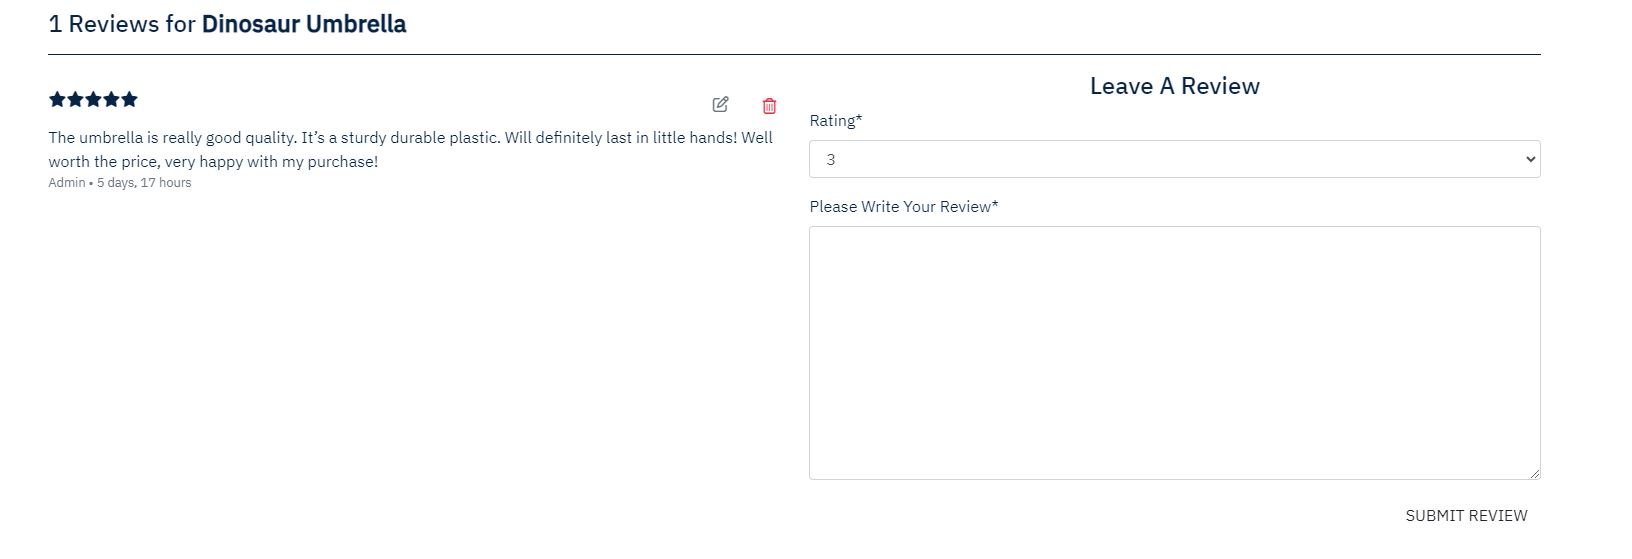 1 Reviews for Dinosaur Umbrella
The umbrella is really good quality. It’s a sturdy durable plastic. Will definitely last in little hands! Well
worth the price, very happy with my purchase!
Admin • 5 days, 17 hours
Leave A Review
Rating*
3
Please Write Your Review*
SUBMIT REVIEW